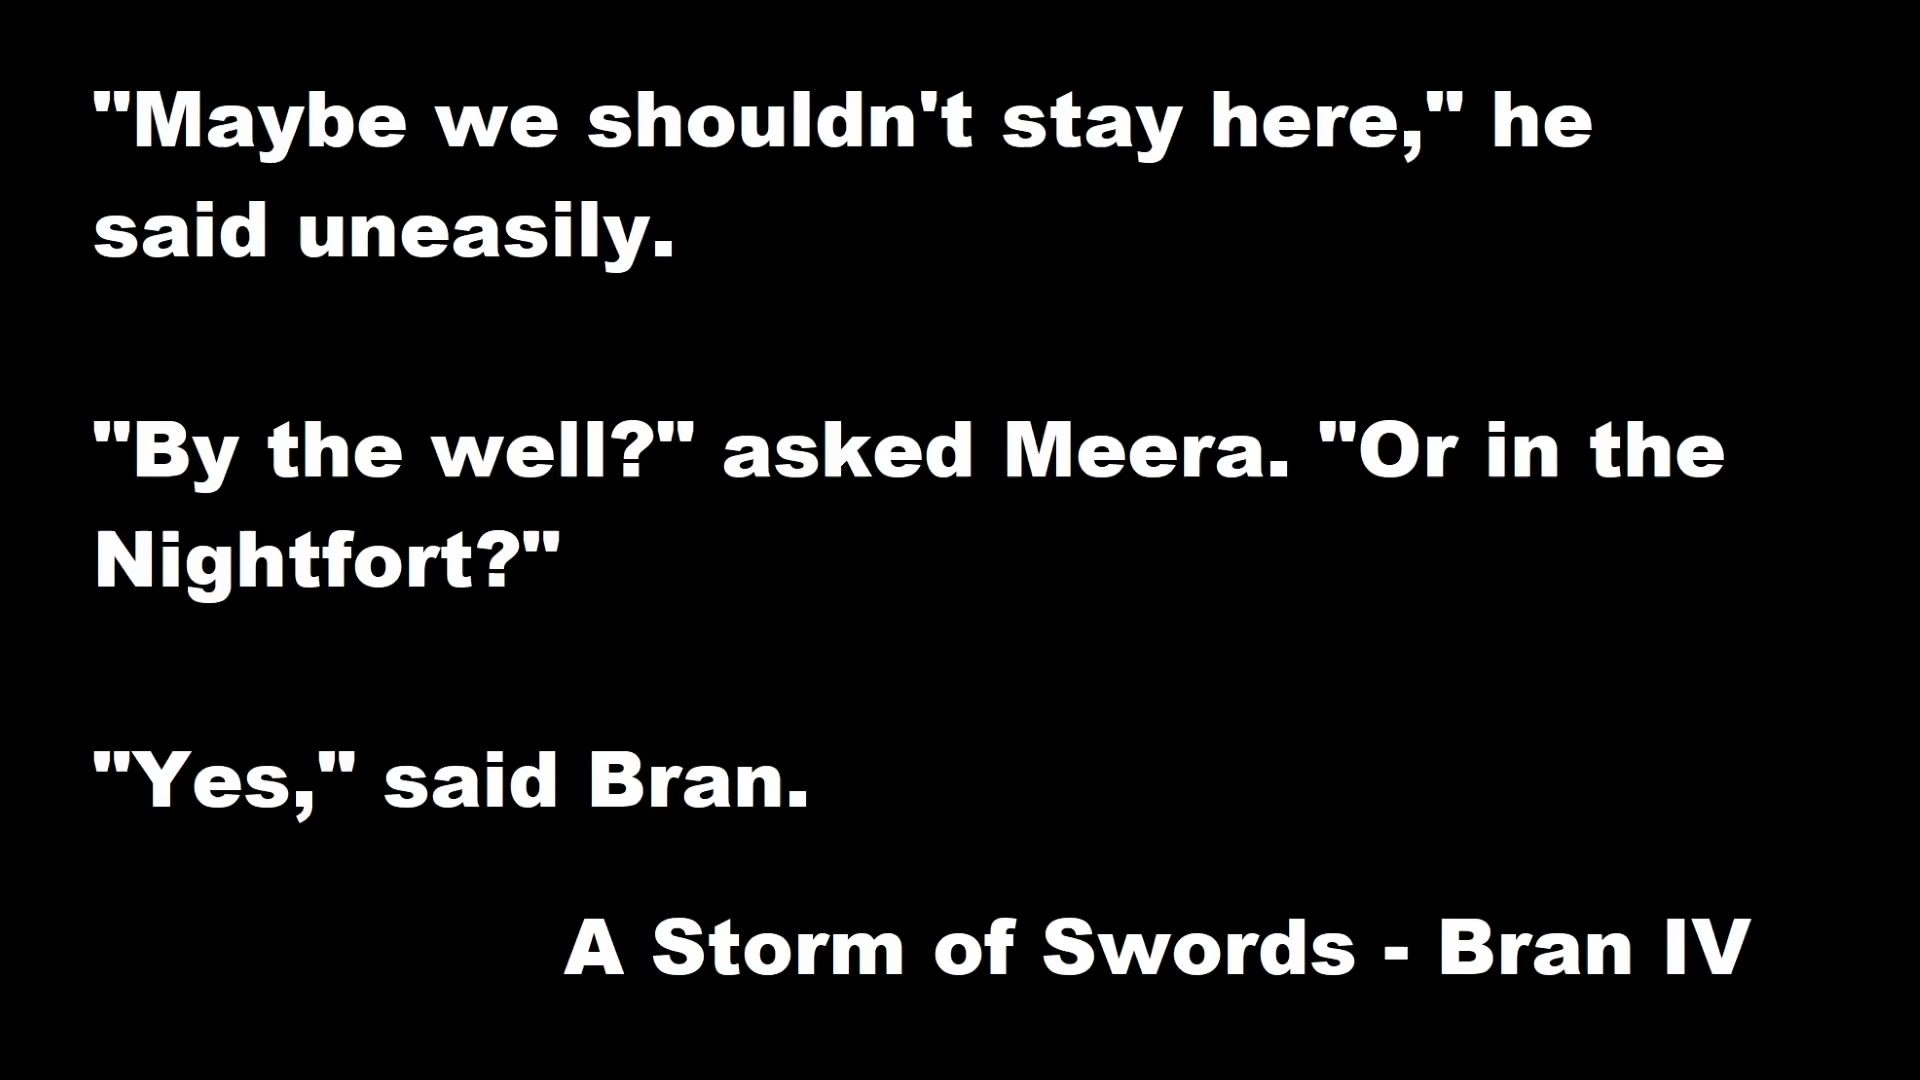 "Maybe we shouldn't stay here," he
said uneasily.
"By the well?" asked Meera. "Or in the
Nightfort?"
"Yes," said Bran.
A Storm of Swords - Bran IV